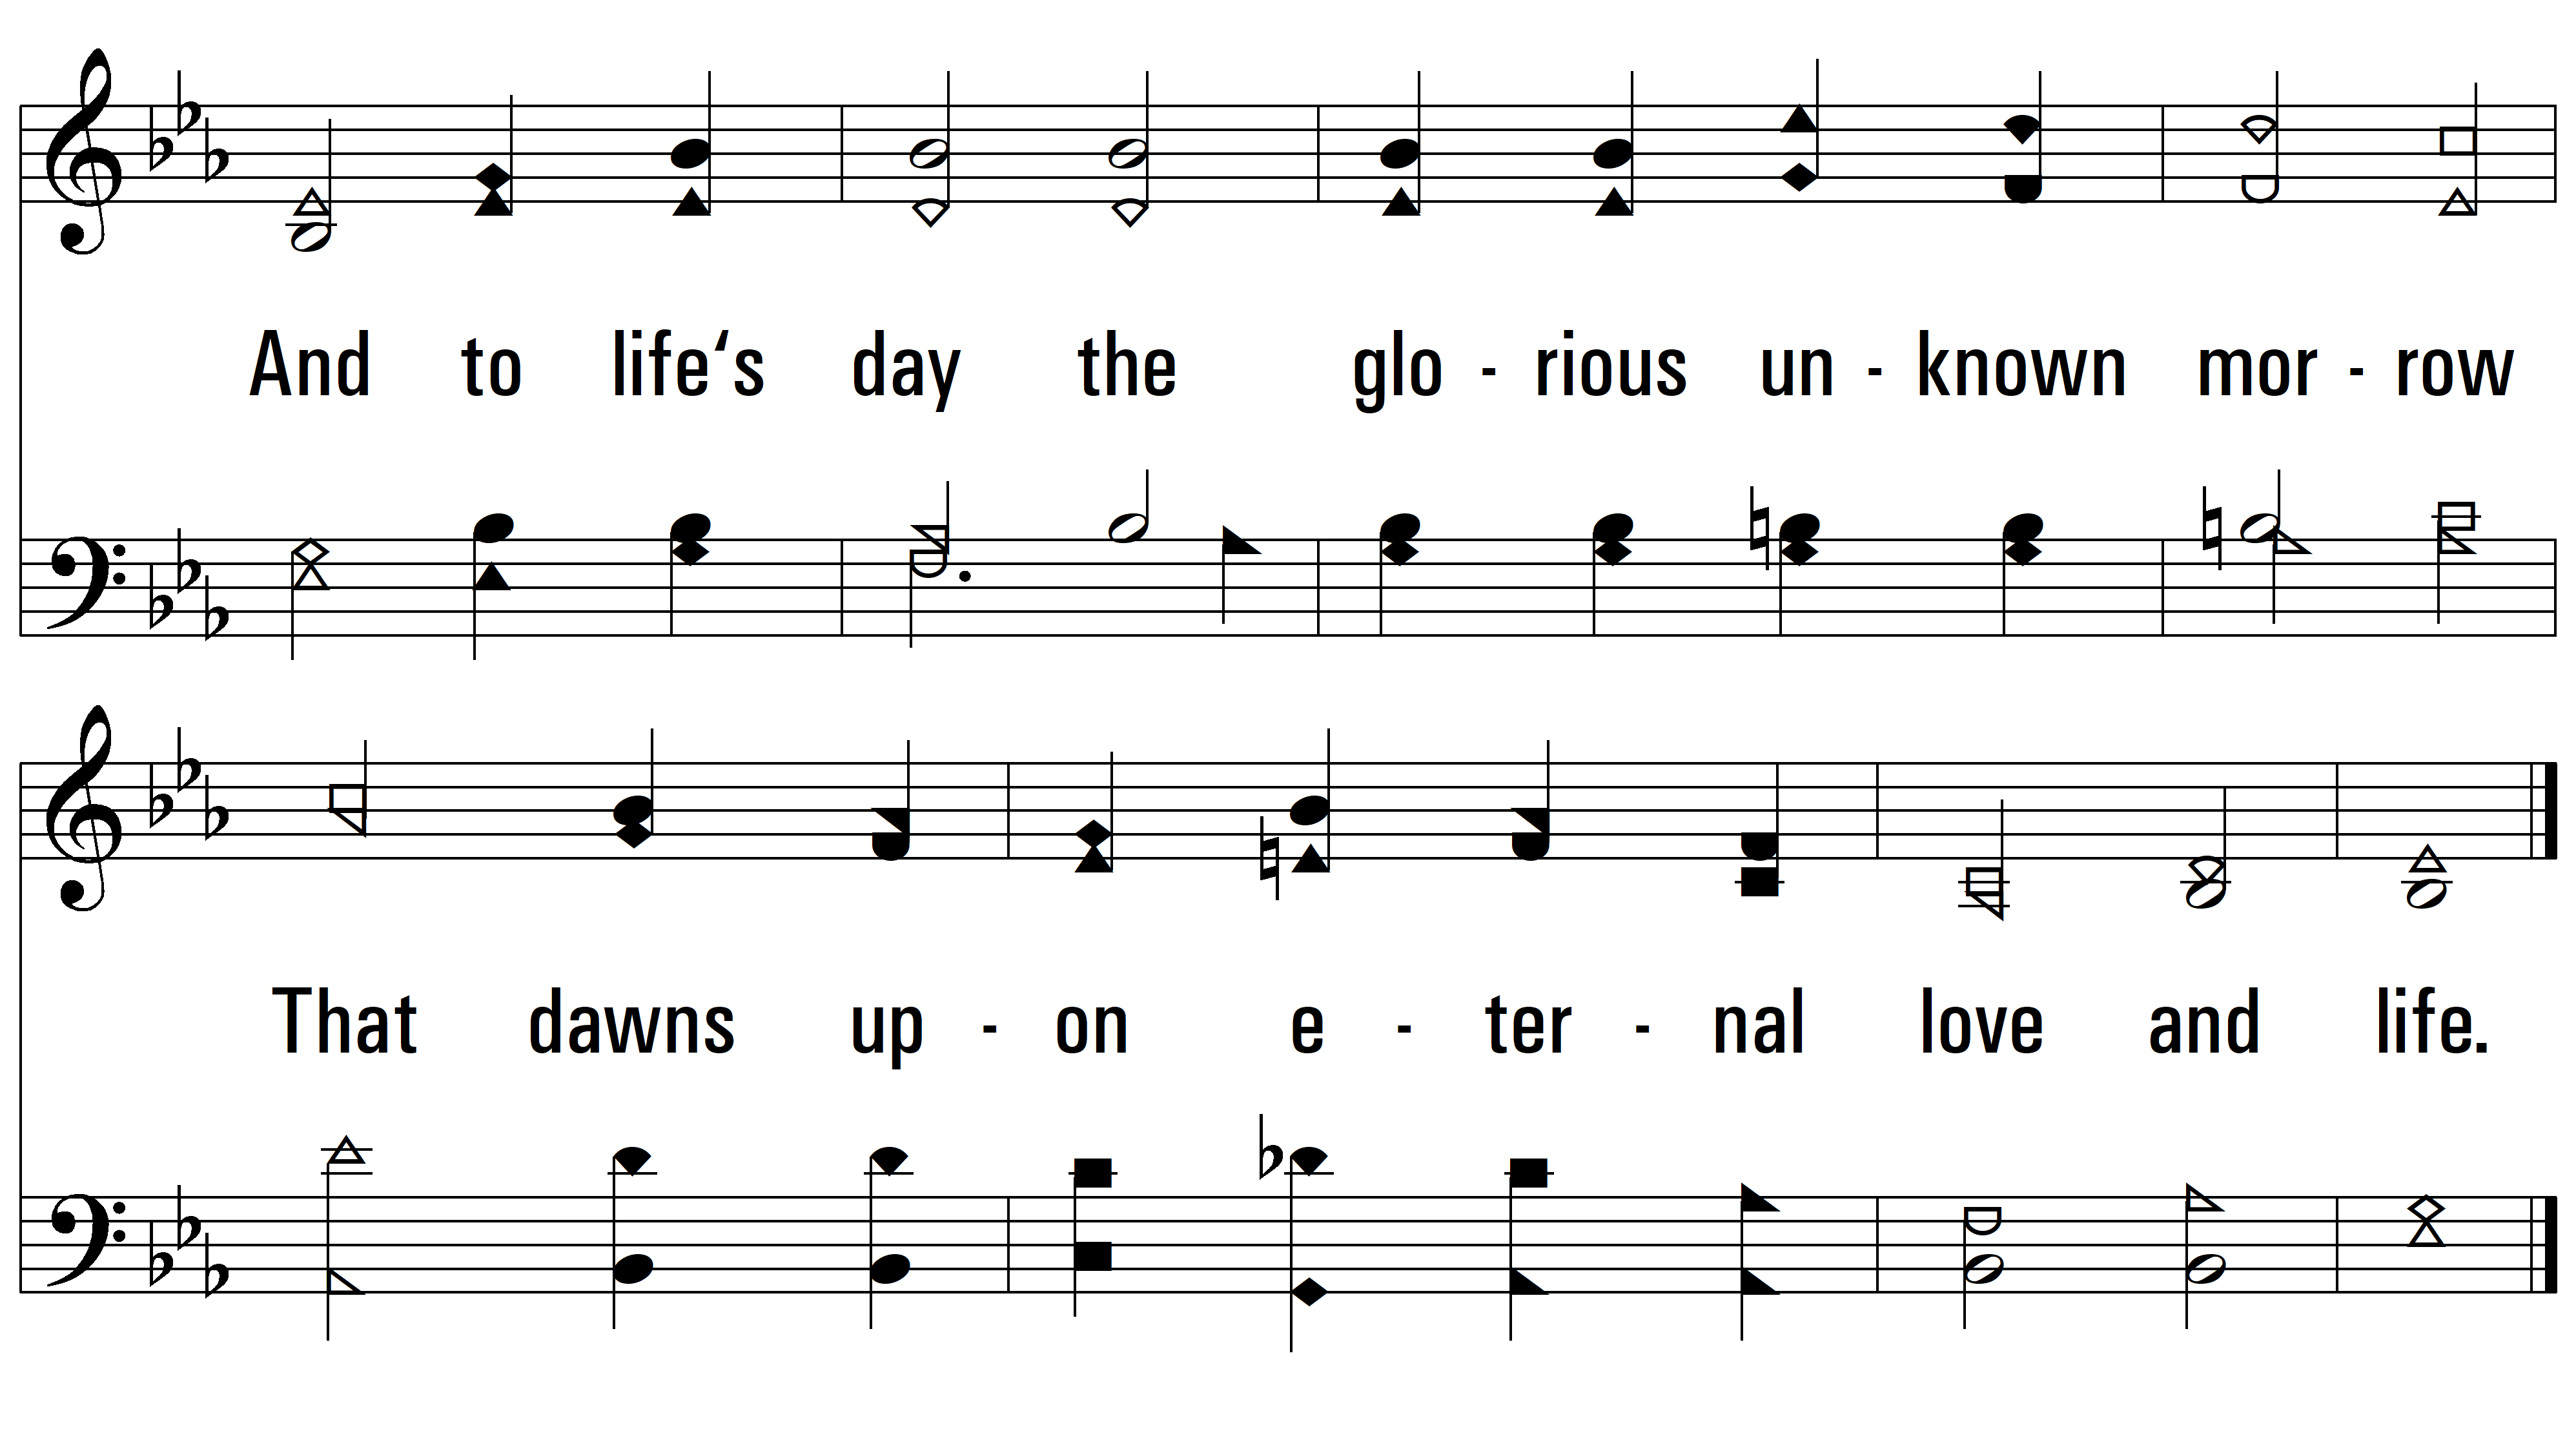 And to life‘s day the glo - rious un - known mor - row
That dawns up - on e - ter - nal love and life.